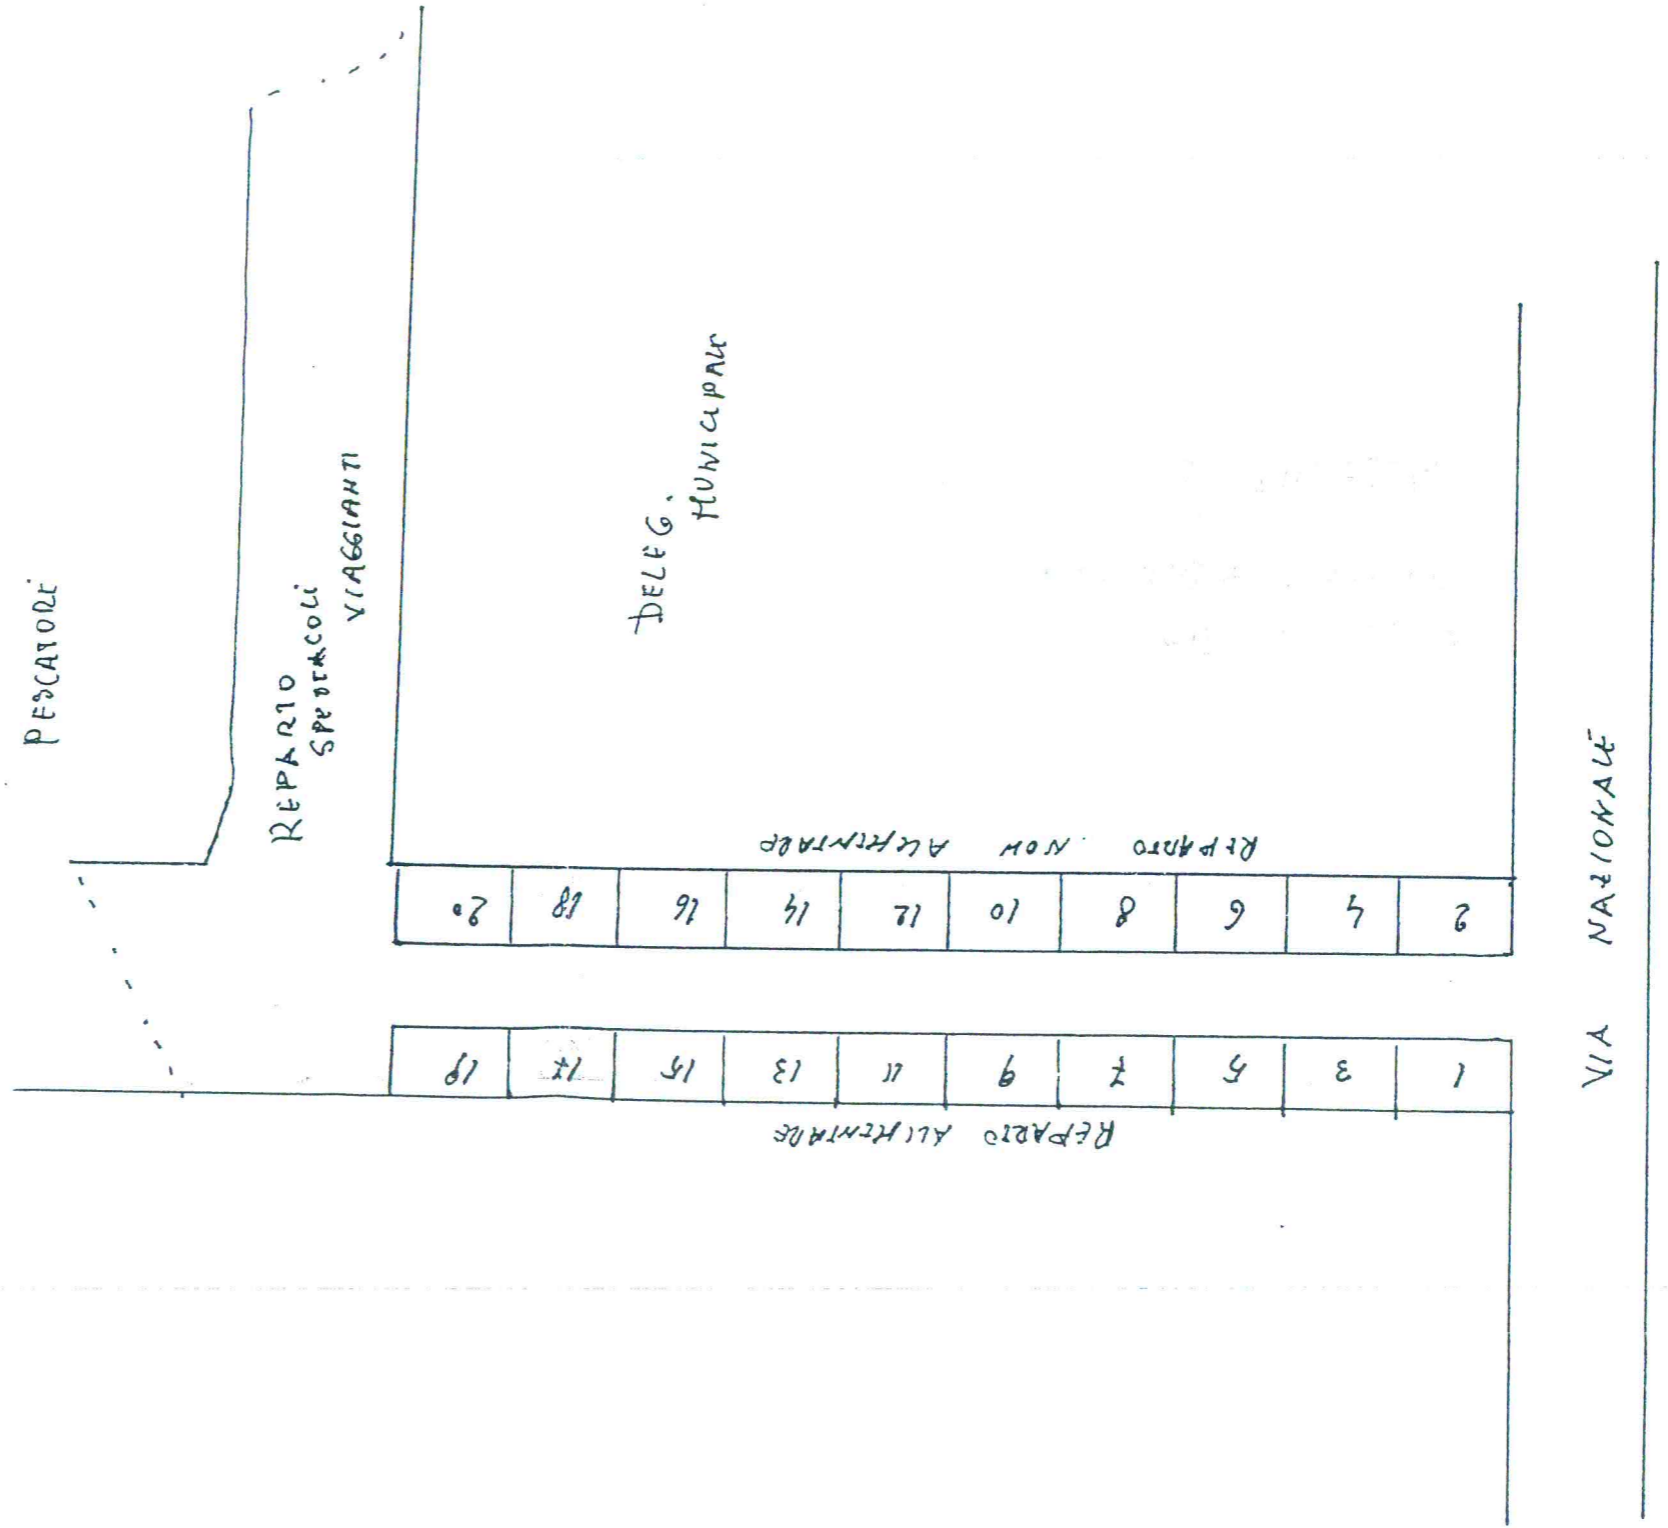 PESCATORI
REPARTO
SPETTACOLI
VIAGGIANTI
DELEG.
MUNICIPALE
REPARTO NON ALIMENTARE
20 18 16 14 12 10 8 6 4 2
19 17 15 13 11 9 7 5 3 1
REPARTO ALIMENTARE
VIA NAZIONALE